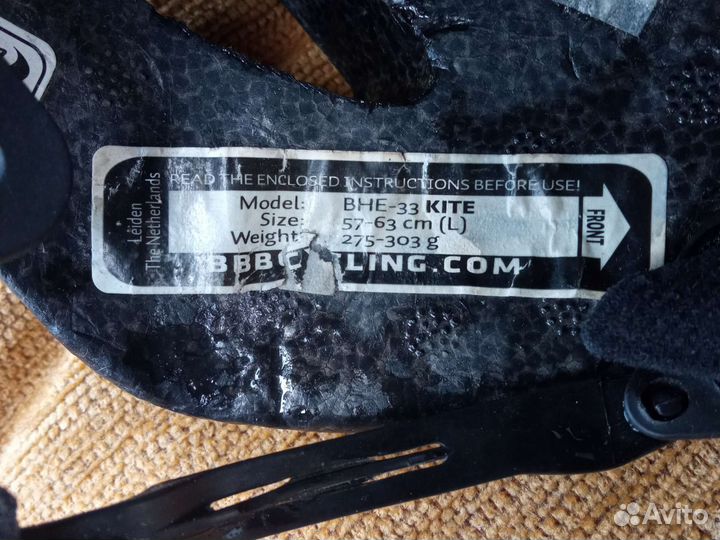 READ THE ENCLOSED INSTRUCTIONS BEFORE USE!
Leiden
The Netherlands
Model: BHE-33 KITE
Size: 57-63 cm (L)
Weight: 275-303 g
FRONT
Avito